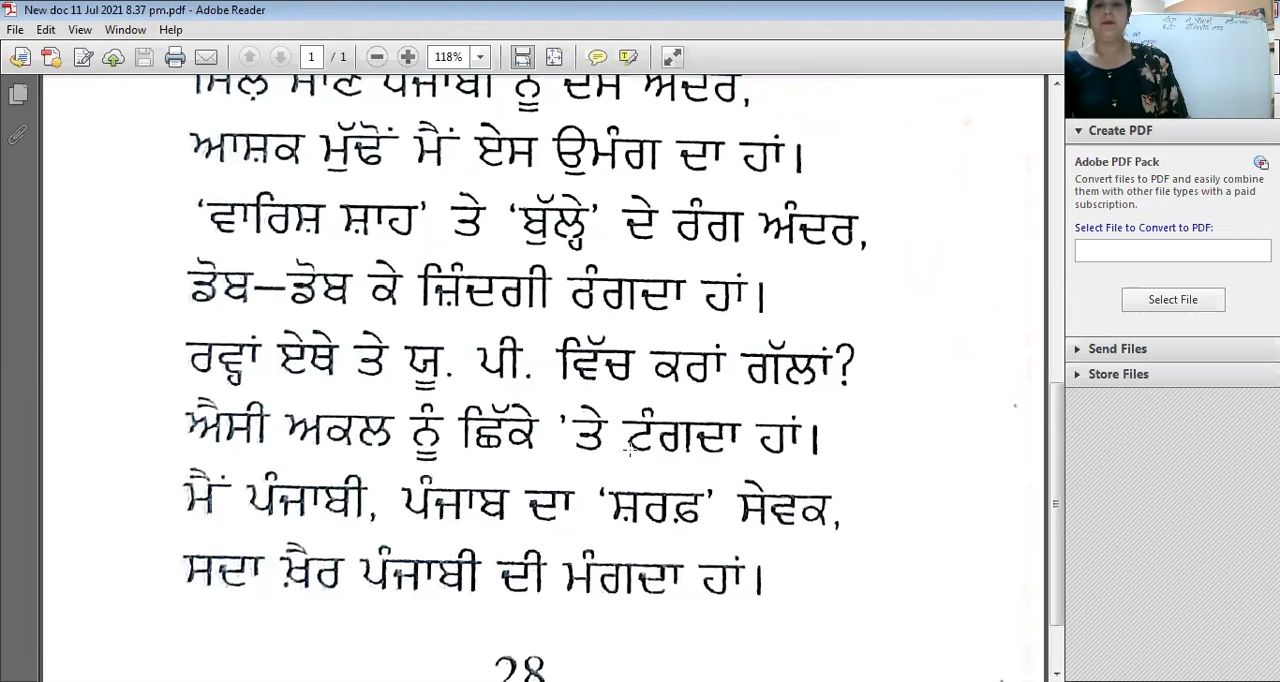 New doc 11 Jul 2021 8.37 pm.pdf - Adobe Reader
File Edit View Window Help
1 / 1 118%
ਪੰਜਾਬੀ ਨੂੰ ਦੇਸ ਅੰਦਰ,
ਆਸ਼ਕ ਮੁੱਢੋਂ ਮੈਂ ਏਸ ਉਮੰਗ ਦਾ ਹਾਂ।
‘ਵਾਰਿਸ਼ ਸ਼ਾਹ’ ਤੇ ‘ਬੁੱਲ੍ਹੇ’ ਦੇ ਰੰਗ ਅੰਦਰ,
ਡੋਬ–ਡੋਬ ਕੇ ਜ਼ਿੰਦਗੀ ਰੰਗਦਾ ਹਾਂ।
ਰਵ੍ਹਾਂ ਏਥੇ ਤੇ ਯੂ. ਪੀ. ਵਿੱਚ ਕਰਾਂ ਗੱਲਾਂ?
ਐਸੀ ਅਕਲ ਨੂੰ ਛਿੱਕੇ ’ਤੇ ਟੰਗਦਾ ਹਾਂ।
ਮੈਂ ਪੰਜਾਬੀ, ਪੰਜਾਬ ਦਾ ‘ਸ਼ਰਫ਼’ ਸੇਵਕ,
ਸਦਾ ਖ਼ੈਰ ਪੰਜਾਬੀ ਦੀ ਮੰਗਦਾ ਹਾਂ।
28
Create PDF
Adobe PDF Pack
Convert files to PDF and easily combine
them with other file types with a paid
subscription.
Select File to Convert to PDF:
Select File
Send Files
Store Files